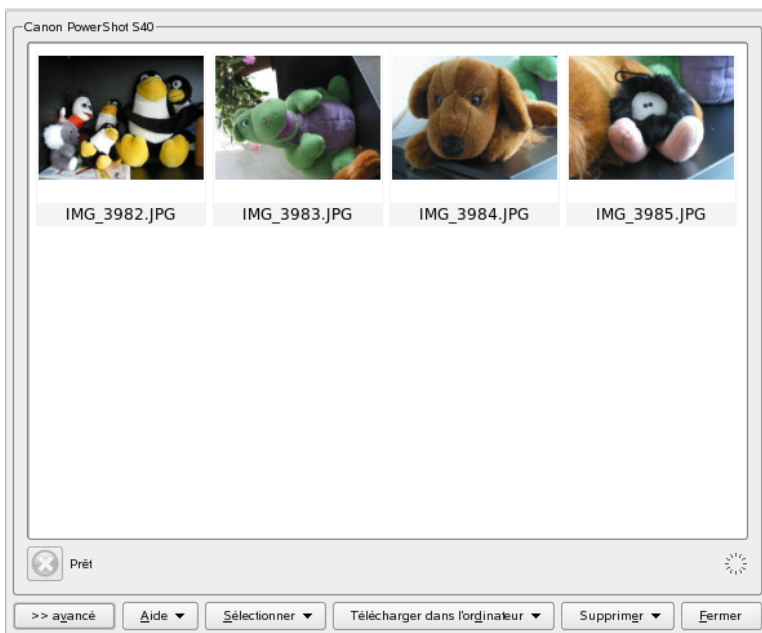 Canon PowerShot S40
IMG_3982.JPG IMG_3983.JPG IMG_3984.JPG IMG_3985.JPG
Prêt
>> avancé Aide Sélectionner Télécharger dans l'ordinateur Supprimer Fermer